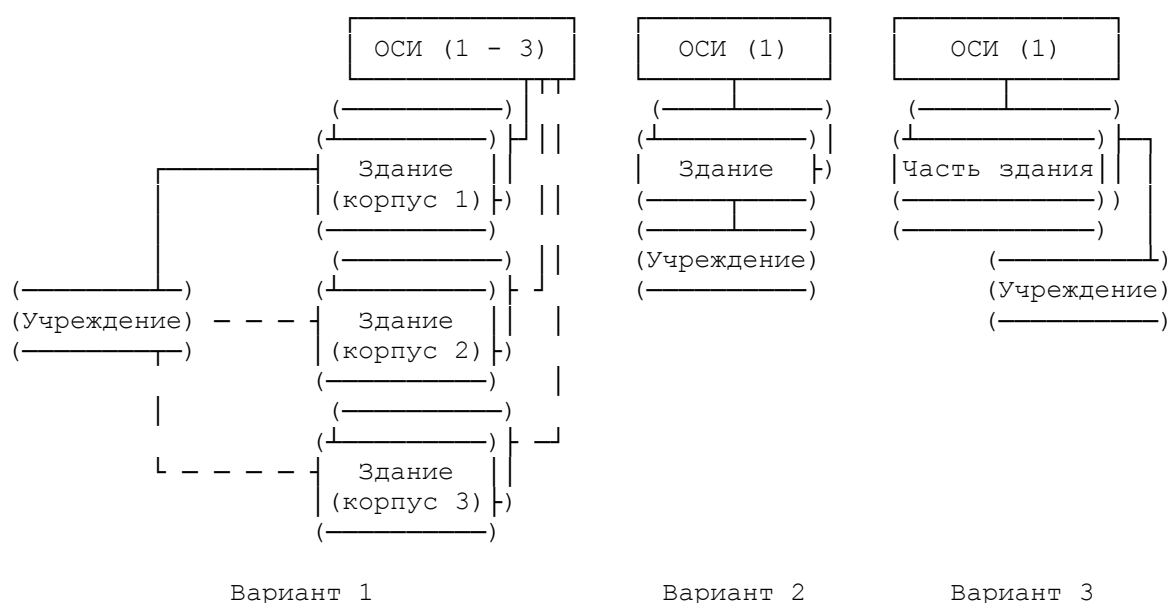 ОСИ (1 - 3)
ОСИ (1)
ОСИ (1)
Здание
(корпус 1)
Здание
Часть здания
(Учреждение)
(Учреждение)
(Учреждение)
Здание
(корпус 2)
Здание
(корпус 3)
Вариант 1
Вариант 2
Вариант 3